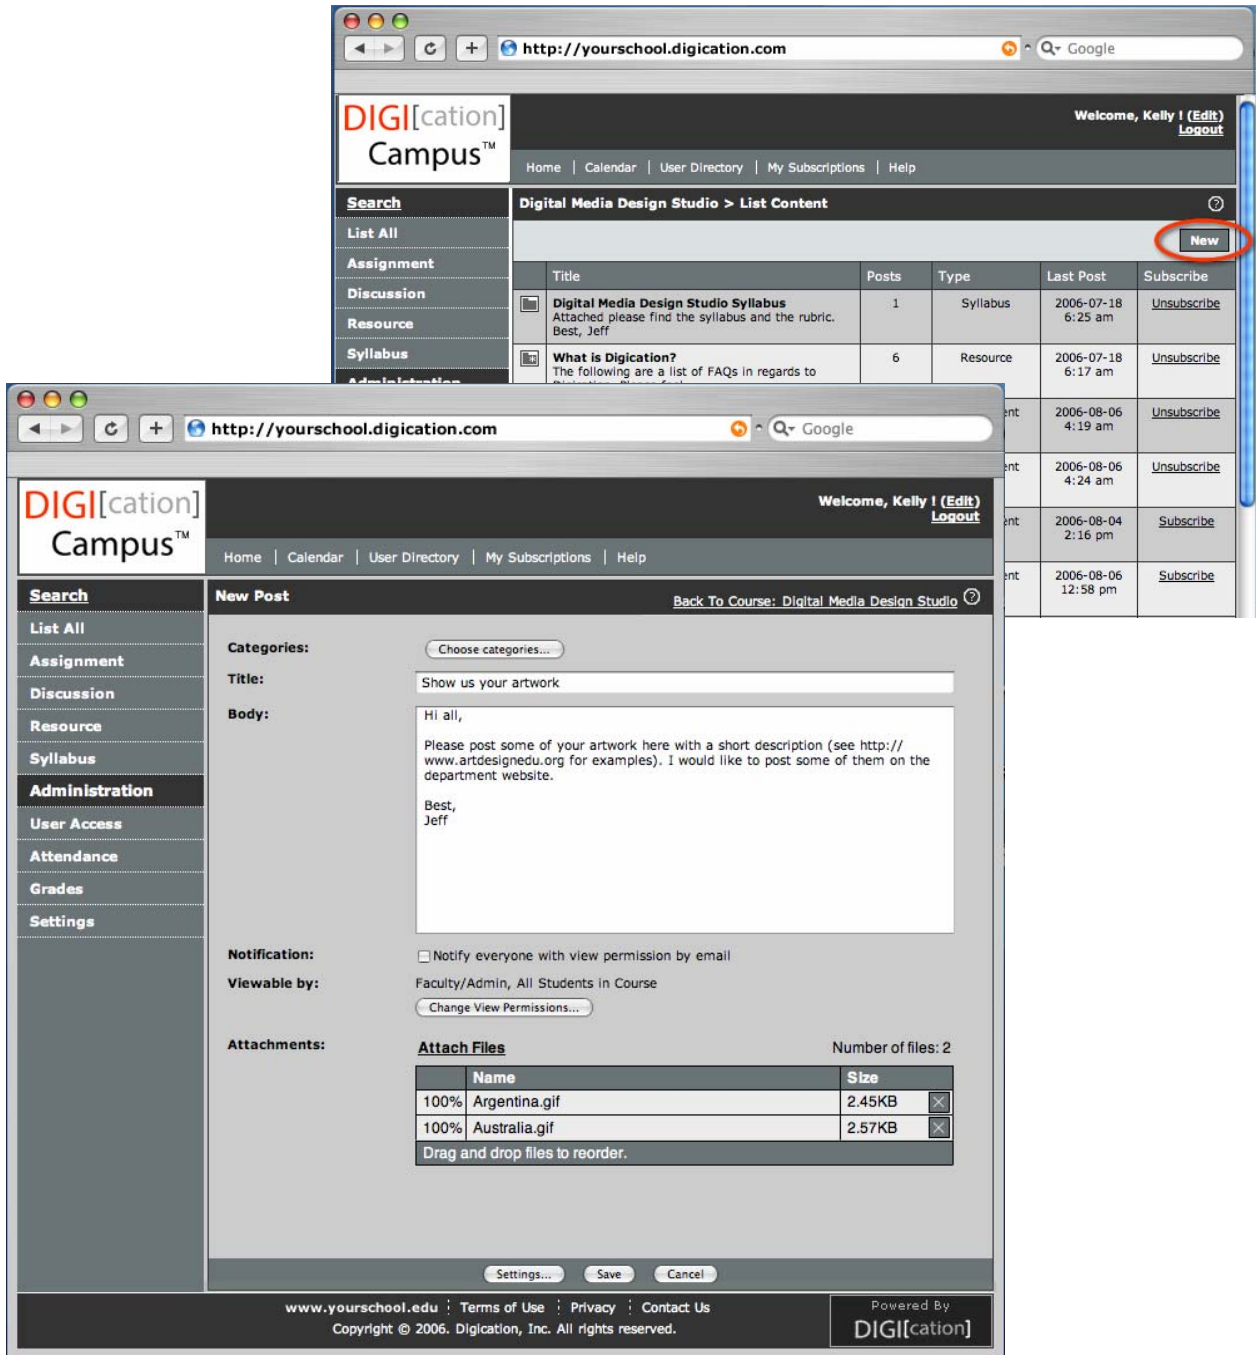 http://yourschool.digication.com
Google
DIGI[cation]
Campus™
Welcome, Kelly ! (Edit)
Logout
Home | Calendar | User Directory | My Subscriptions | Help
Search
Digital Media Design Studio > List Content
?
List All
New
Assignment
Title Posts Type Last Post Subscribe
Discussion
Digital Media Design Studio Syllabus 1 Syllabus 2006-07-18 Unsubscribe
Attached please find the syllabus and the rubric. 6:25 am
Best, Jeff
Resource
Syllabus
What is Digication? 6 Resource 2006-07-18 Unsubscribe
The following are a list of FAQs in regards to 6:17 am
Administration
ent 2006-08-06 Unsubscribe
4:19 am
ent 2006-08-06 Unsubscribe
4:24 am
ent 2006-08-04 Subscribe
2:16 pm
ent 2006-08-06 Subscribe
12:58 pm
http://yourschool.digication.com
Google
DIGI[cation]
Campus™
Welcome, Kelly ! (Edit)
Logout
Home | Calendar | User Directory | My Subscriptions | Help
Search
List All
Assignment
Discussion
Resource
Syllabus
Administration
User Access
Attendance
Grades
Settings
New Post
Back To Course: Digital Media Design Studio ?
Categories: Choose categories...
Title: Show us your artwork
Body: Hi all,
Please post some of your artwork here with a short description (see http://
www.artdesignedu.org for examples). I would like to post some of them on the
department website.
Best,
Jeff
Notification: Notify everyone with view permission by email
Viewable by: Faculty/Admin, All Students in Course
Change View Permissions...
Attachments: Attach Files Number of files: 2
Name Size
100% Argentina.gif 2.45KB
100% Australia.gif 2.57KB
Drag and drop files to reorder.
Settings... Save Cancel
www.yourschool.edu Terms of Use Privacy Contact Us
Copyright © 2006. Digication, Inc. All rights reserved.
Powered By
DIGI[cation]